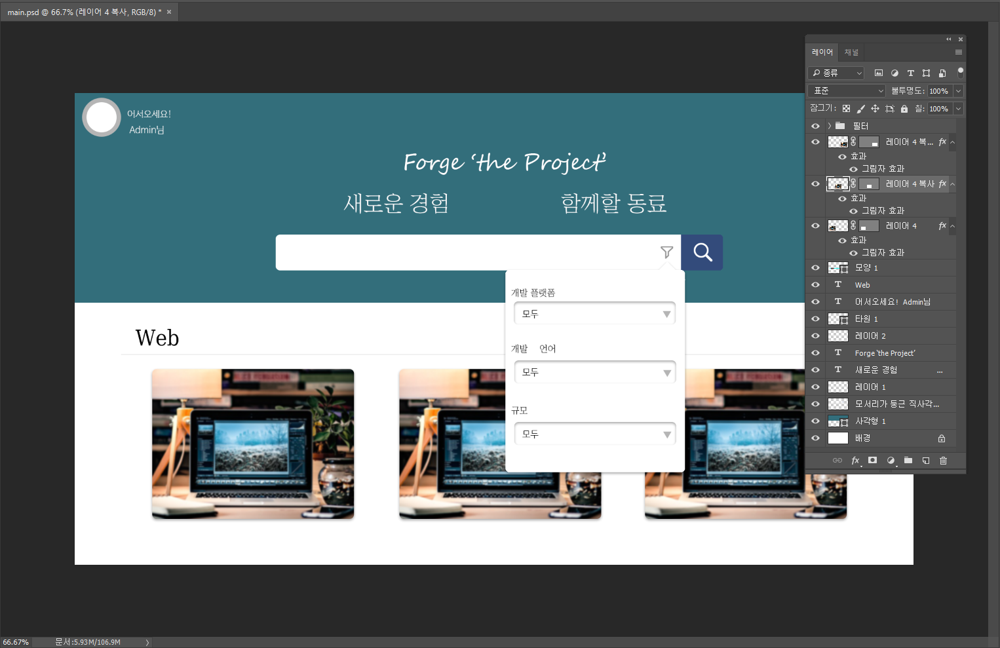 main.psd @ 66.7% (레이어 4 복사, RGB/8) * ×
어서오세요!
Admin님
Forge ‘the Project’
새로운 경험 함께할 동료
개발 플랫폼
모두
개발 언어
모두
규모
모두
Web
레이어 채널
종류
표준 불투명도: 100%
잠그기: 칠: 100%
필터
레이어 4 복... fx
효과
그림자 효과
레이어 4 복사 fx
효과
그림자 효과
레이어 4 fx
효과
그림자 효과
모양 1
T Web
T 어서오세요! Admin님
타원 1
레이어 2
T Forge ‘the Project’
T 새로운 경험 ...
레이어 1
모서리가 둥근 직사각...
사각형 1
배경
fx
66.67% 문서:5.93M/106.9M